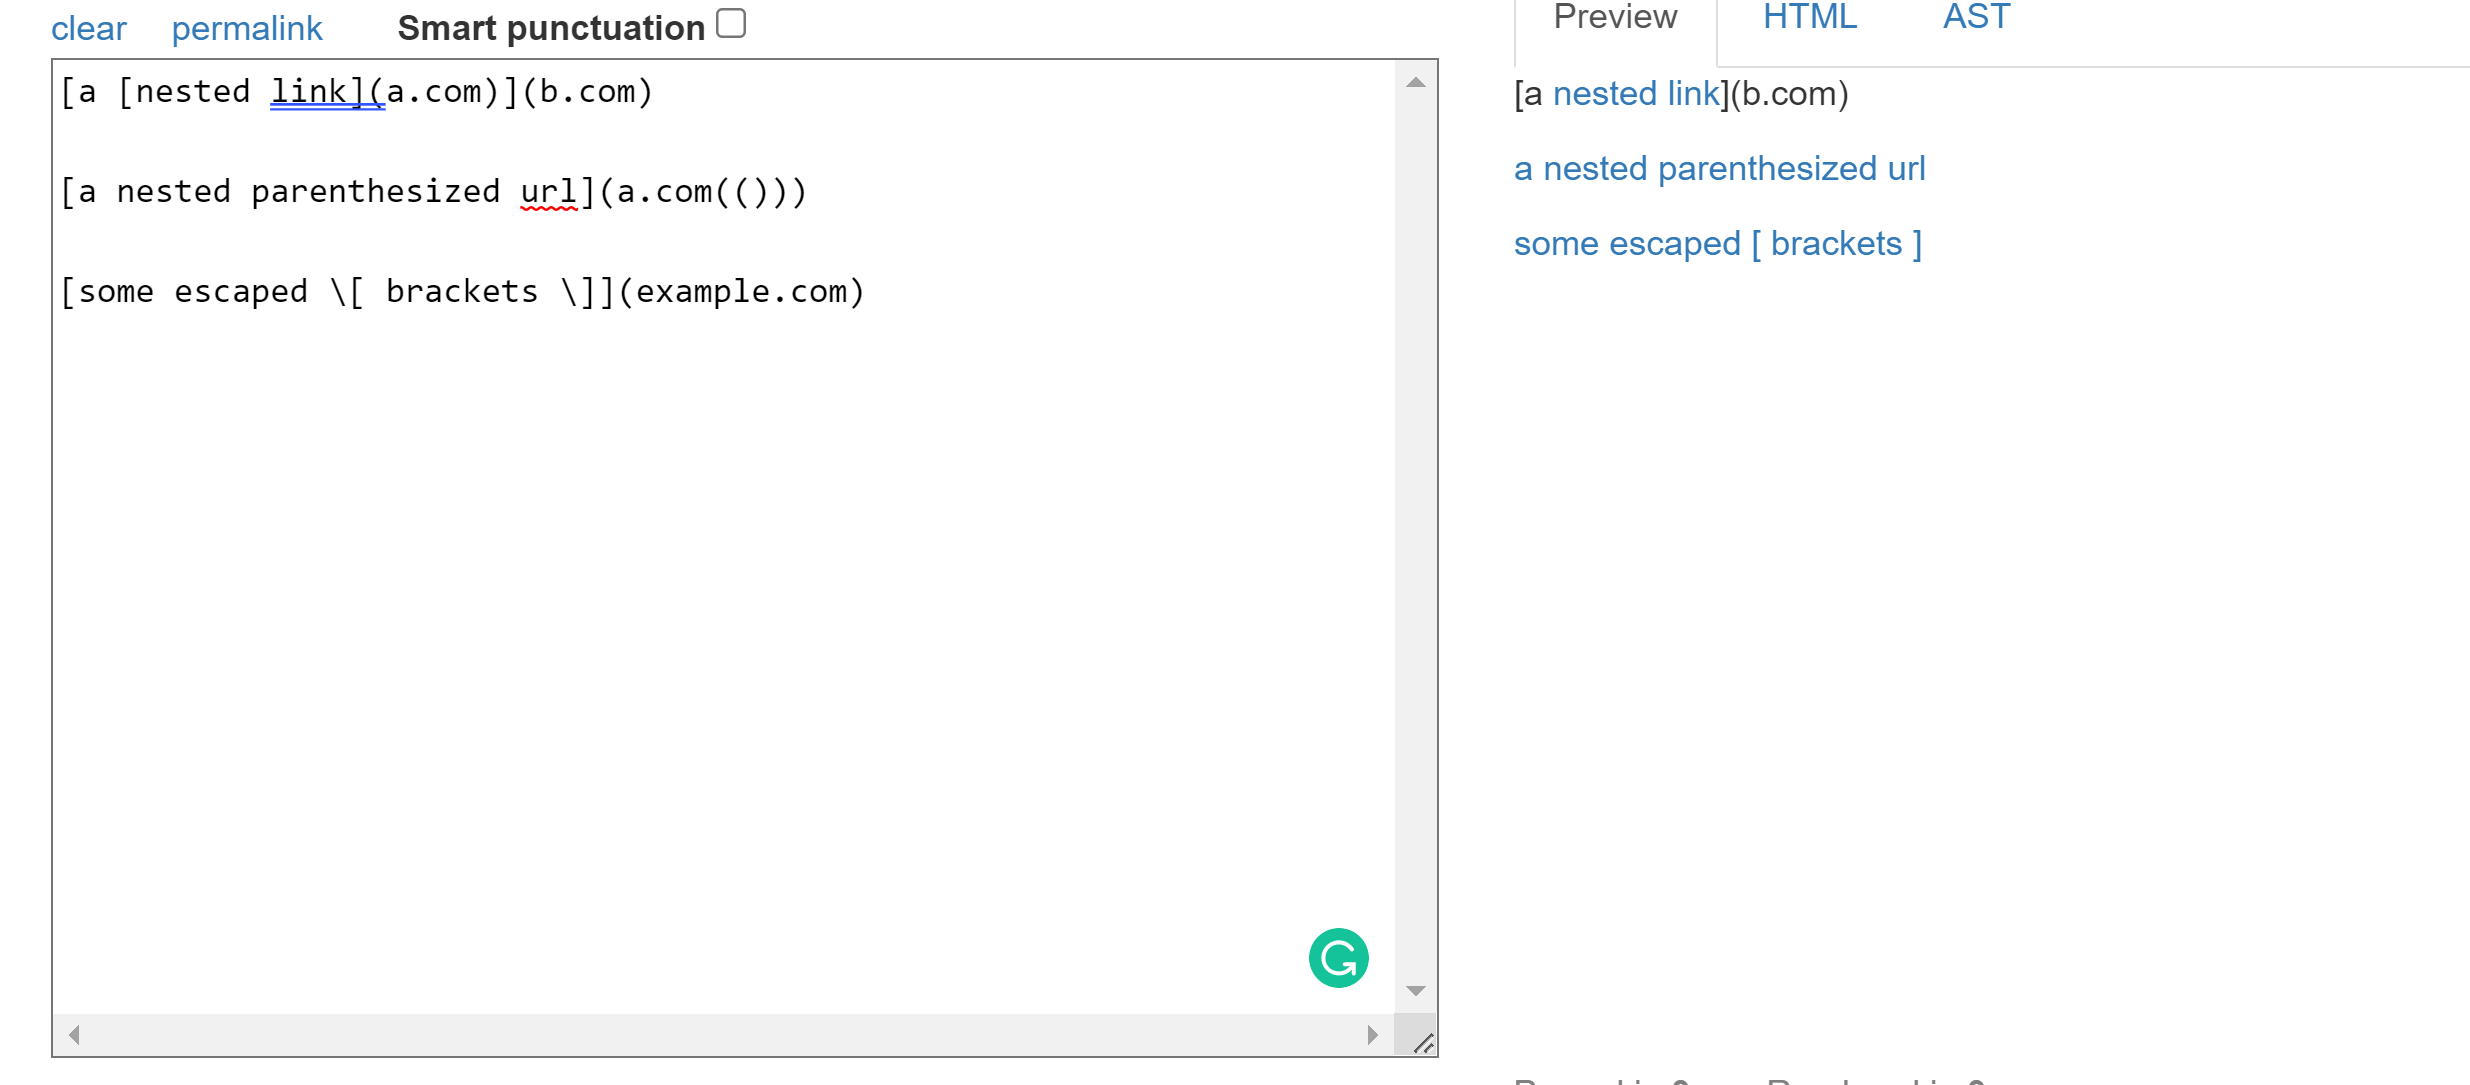 clear permalink Smart punctuation
[a [nested link](a.com)](b.com)
[a nested parenthesized url](a.com(()))
[some escaped \[ brackets \]](example.com)
Preview HTML AST
[a nested link](b.com)
a nested parenthesized url
some escaped [ brackets ]